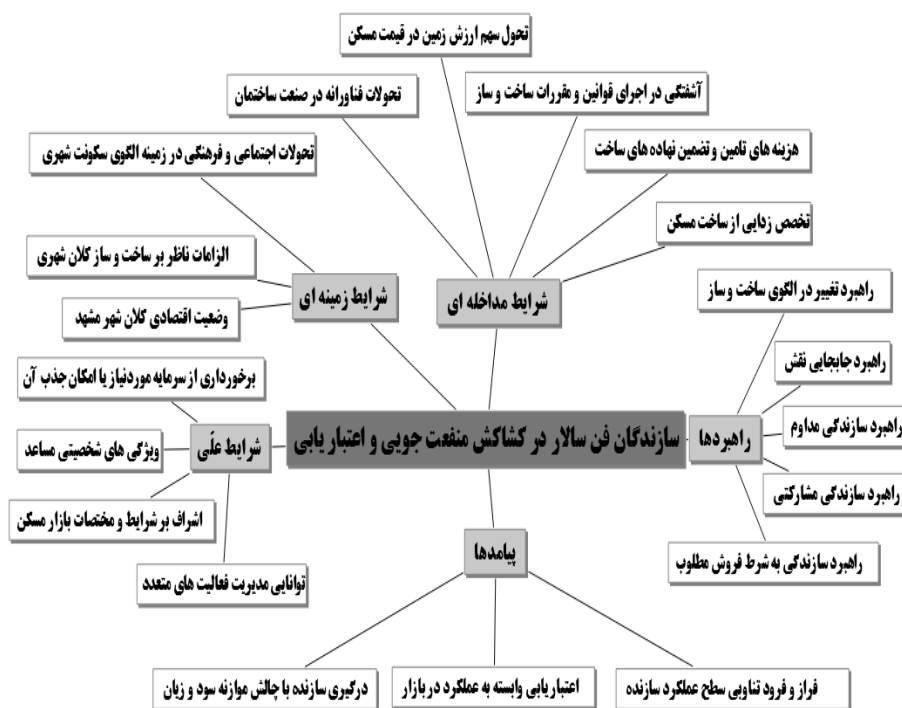 تحول سهم ارزش زمین در قیمت مسکن
تحولات فناورانه در صنعت ساختمان
آشفتگی در اجرای قوانین و مقررات ساخت و ساز
تحولات اجتماعی و فرهنگی در زمینه الگوی سکونت شهری
هزینه های تامین و تضمین نهاده های ساخت
تخصص زدایی از ساخت مسکن
الزامات ناظر بر ساخت و ساز کلان شهری
شرایط زمینه ای
شرایط مداخله ای
راهبرد تغییر در الگوی ساخت و ساز
وضعیت اقتصادی کلان شهر مشهد
راهبرد جابجایی نقش
برخورداری از سرمایه موردنیاز یا امکان جذب آن
سازندگان فن سالار در کشاکش منفعت جویی و اعتبار یابی
راهبردها
راهبرد سازندگی مداوم
شرایط علّی
ویژگی های شخصیتی مساعد
راهبرد سازندگی مشارکتی
اشراف بر شرایط و مختصات بازار مسکن
پیامدها
راهبرد سازندگی به شرط فروش مطلوب
توانایی مدیریت فعالیت های متعدد
فراز و فرود تناوبی سطح عملکرد سازنده
اعتباریابی وابسته به عملکرد در بازار
درگیری سازنده با چالش موازنه سود و زیان